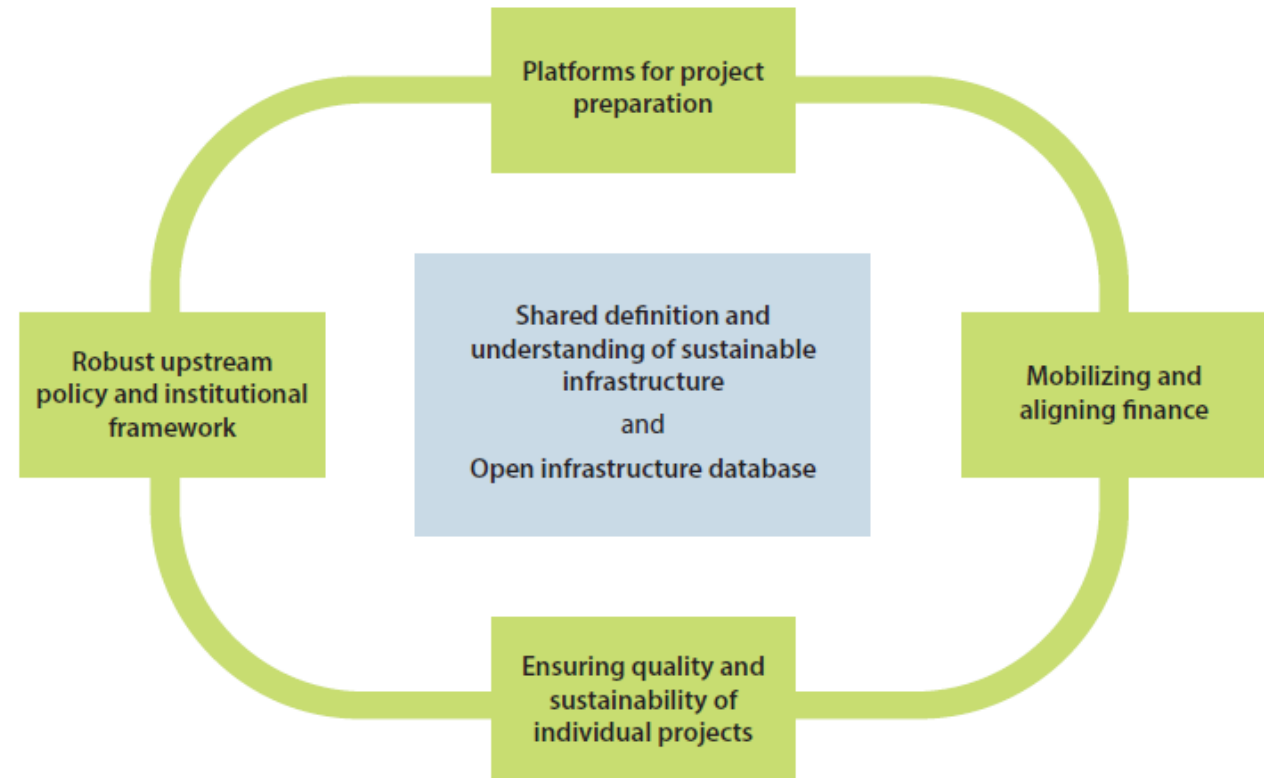 Platforms for project
preparation
Robust upstream
policy and institutional
framework
Shared definition and
understanding of sustainable
infrastructure
and
Open infrastructure database
Mobilizing and
aligning finance
Ensuring quality and
sustainability of
individual projects